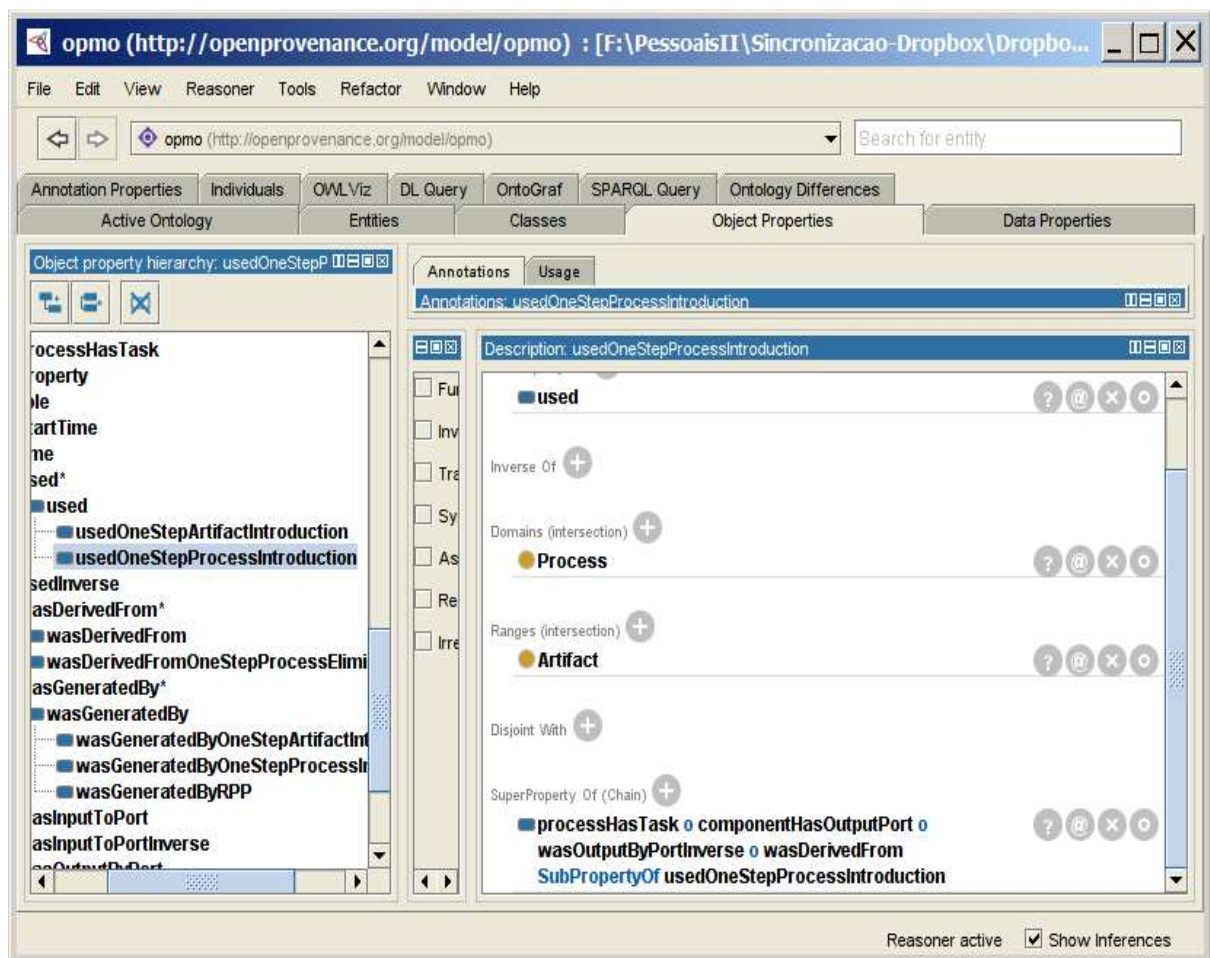 opmo (http://openprovenance.org/model/opmo) : [F:\PessoaisII\Sincronizacao-Dropbox\Dropbo...
File Edit View Reasoner Tools Refactor Window Help
opmo (http://openprovenance.org/model/opmo)
Search for entity
Annotation Properties Individuals OWLViz DL Query OntoGraf SPARQL Query Ontology Differences
Active Ontology Entities Classes Object Properties Data Properties
Object property hierarchy: usedOneStepP
rocessHasTask
roperty
ole
tartTime
me
sed*
used
usedOneStepArtifactIntroduction
usedOneStepProcessIntroduction
sedInverse
asDerivedFrom*
wasDerivedFrom
wasDerivedFromOneStepProcessElimi
asGeneratedBy*
wasGeneratedBy
wasGeneratedByOneStepArtifactInt
wasGeneratedByOneStepProcessIn
wasGeneratedByRPP
asInputToPort
asInputToPortInverse
Annotations Usage
Annotations: usedOneStepProcessIntroduction
Fur
Inv
Tra
Sy
As
Re
Irre
Description: usedOneStepProcessIntroduction
used
Inverse Of
Domains (intersection)
Process
Ranges (intersection)
Artifact
Disjoint With
SuperProperty Of (Chain)
processHasTask o componentHasOutputPort o
wasOutputByPortInverse o wasDerivedFrom
SubPropertyOf usedOneStepProcessIntroduction
Reasoner active Show Inferences